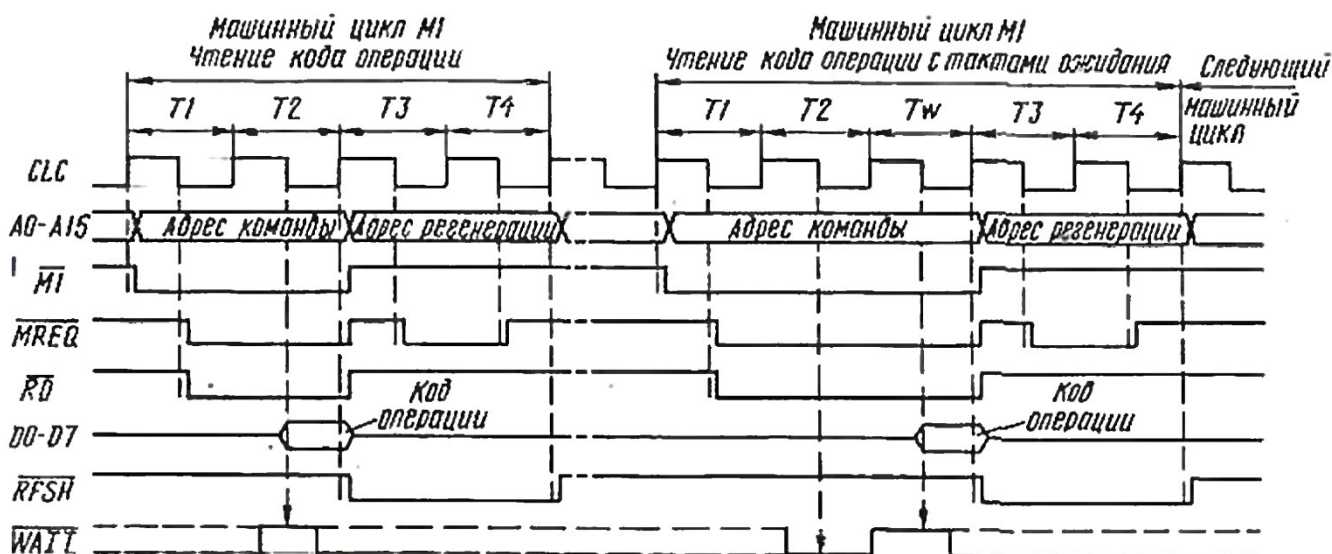 Машинный цикл M1
Чтение кода операции
Машинный цикл M1
Чтение кода операции с тактами ожидания
Следующий
машинный
цикл
T1 T2 T3 T4
T1 T2 Tw T3 T4
CLC
A0-A15
Адрес команды
Адрес регенерации
Адрес команды
Адрес регенерации
M1
MREQ
RD
Код
операции
Код
операции
D0-D7
RFSH
WAIT